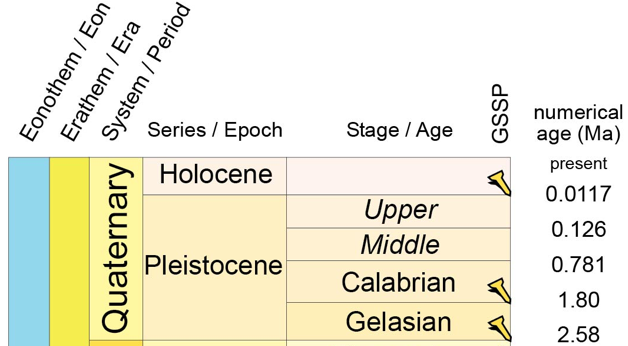 Eonothem / Eon
Erathem / Era
System / Period
Series / Epoch
Stage / Age
GSSP
numerical
age (Ma)
present
Quaternary
Holocene
0.0117
Pleistocene
Upper
0.126
Middle
0.781
Calabrian
1.80
Gelasian
2.58